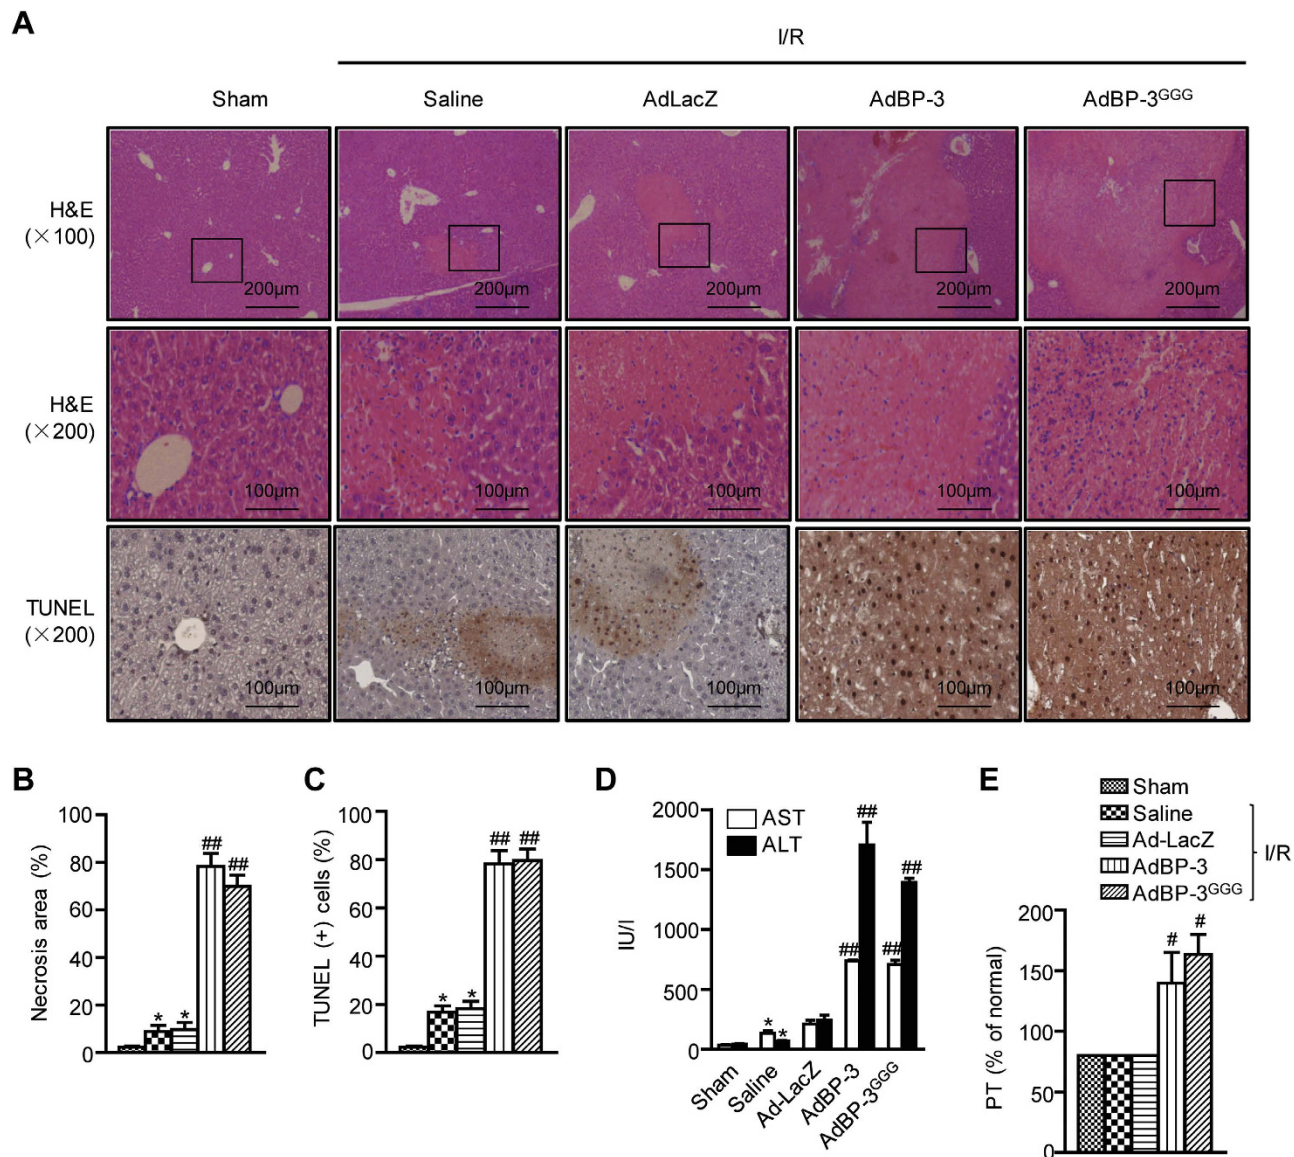 A
I/R
Sham Saline AdLacZ AdBP-3 AdBP-3GGG
H&E
(×100)
200µm 200µm 200µm 200µm 200µm
H&E
(×200)
100µm 100µm 100µm 100µm 100µm
TUNEL
(×200)
100µm 100µm 100µm 100µm 100µm
B
Necrosis area (%)
100
80
60
40
20
0
* * ## ##
C
TUNEL (+) cells (%)
100
80
60
40
20
0
* * ## ##
D
IU/l
2000
1500
1000
500
0
AST
ALT
* * ## ## ## ##
Sham Saline Ad-LacZ AdBP-3 AdBP-3GGG
E
Sham
Saline
Ad-LacZ
AdBP-3
AdBP-3GGG
I/R
PT (% of normal)
200
150
100
50
0
# #